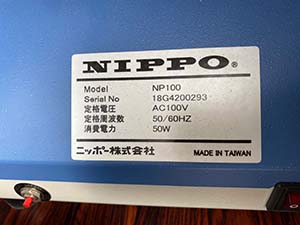 NIPPO®
Model NP100
Serial No 18G4200293
定格電圧 AC100V
定格周波数 50/60HZ
消費電力 50W
ニッポー株式会社 MADE IN TAIWAN